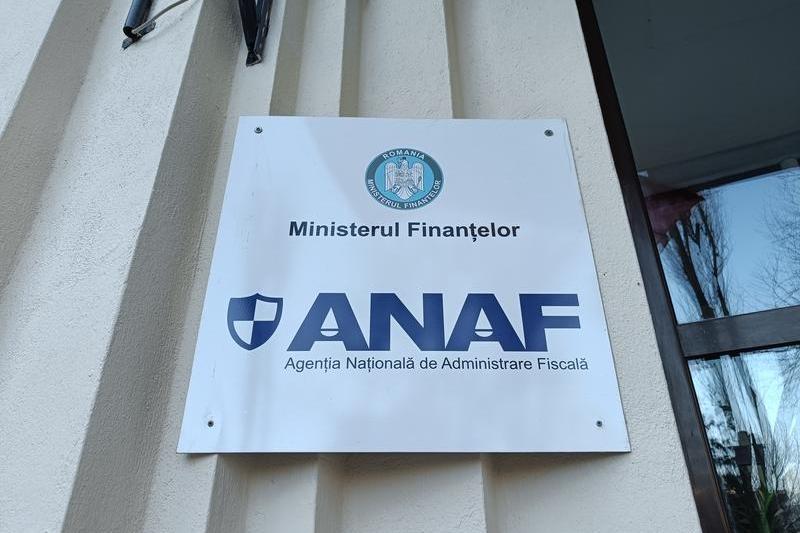 ROMANIA
MINISTERUL FINANȚELOR
Ministerul Finanțelor
ANAF
Agenția Națională de Administrare Fiscală